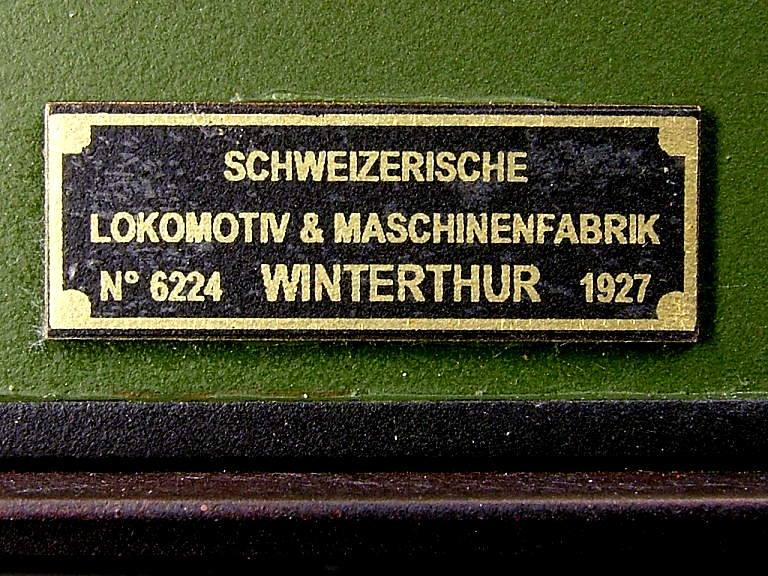 SCHWEIZERISCHE
LOKOMOTIV & MASCHINENFABRIK
N° 6224 WINTERTHUR 1927